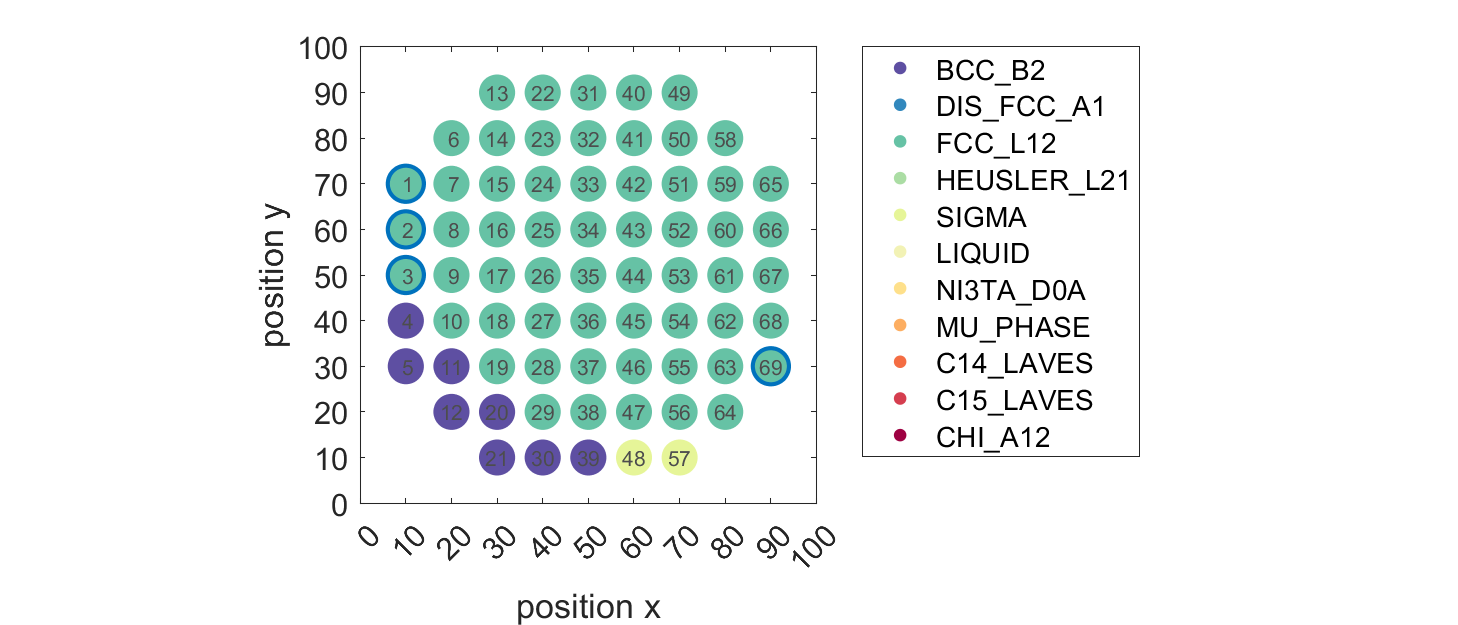 100
90 13 22 31 40 49
80 6 14 23 32 41 50 58
70 1 7 15 24 33 42 51 59 65
60 2 8 16 25 34 43 52 60 66
50 3 9 17 26 35 44 53 61 67
40 4 10 18 27 36 45 54 62 68
30 5 11 19 28 37 46 55 63 69
20 12 20 29 38 47 56 64
10 21 30 39 48 57
0
position y
0 10 20 30 40 50 60 70 80 90 100
position x
BCC_B2
DIS_FCC_A1
FCC_L12
HEUSLER_L21
SIGMA
LIQUID
NI3TA_D0A
MU_PHASE
C14_LAVES
C15_LAVES
CHI_A12